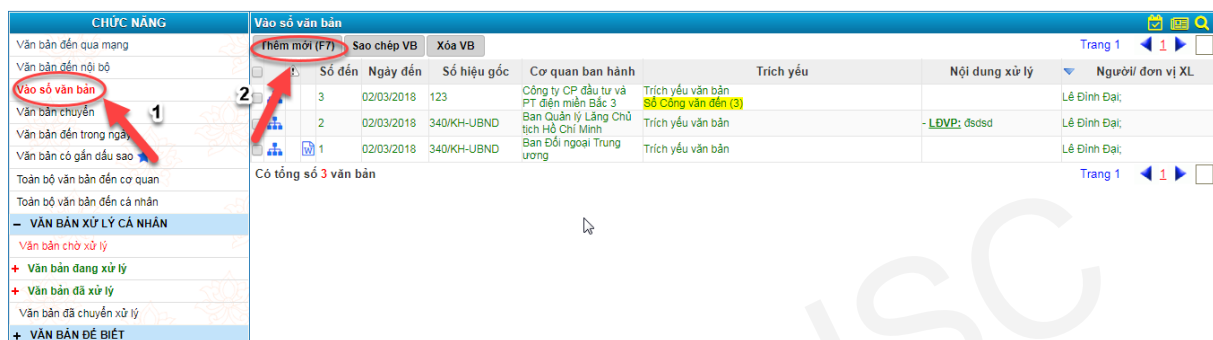 CHỨC NĂNG
Văn bản đến qua mạng
Văn bản đến nội bộ
Vào sổ văn bản
Văn bản chuyển
Văn bản đến trong ngày
Văn bản có gắn dấu sao
Toàn bộ văn bản đến cơ quan
Toàn bộ văn bản đến cá nhân
– VĂN BẢN XỬ LÝ CÁ NHÂN
Văn bản chờ xử lý
+ Văn bản đang xử lý
+ Văn bản đã xử lý
Văn bản đã chuyển xử lý
+ VĂN BẢN ĐỂ BIẾT
1
2
Vào sổ văn bản
Thêm mới (F7) Sao chép VB Xóa VB
Trang 1 1
Số đến Ngày đến Số hiệu gốc Cơ quan ban hành Trích yếu Nội dung xử lý Người/ đơn vị XL
3 02/03/2018 123 Công ty CP đầu tư và Trích yếu văn bản Lê Đình Đại;
PT điện miền Bắc 3 Sổ Công văn đến (3)
2 02/03/2018 340/KH-UBND Ban Quản lý Lăng Chủ Trích yếu văn bản - LĐVP: đsdsd Lê Đình Đại;
tịch Hồ Chí Minh
1 02/03/2018 340/KH-UBND Ban Đối ngoại Trung Trích yếu văn bản Lê Đình Đại;
ương
Có tổng số 3 văn bản
Trang 1 1